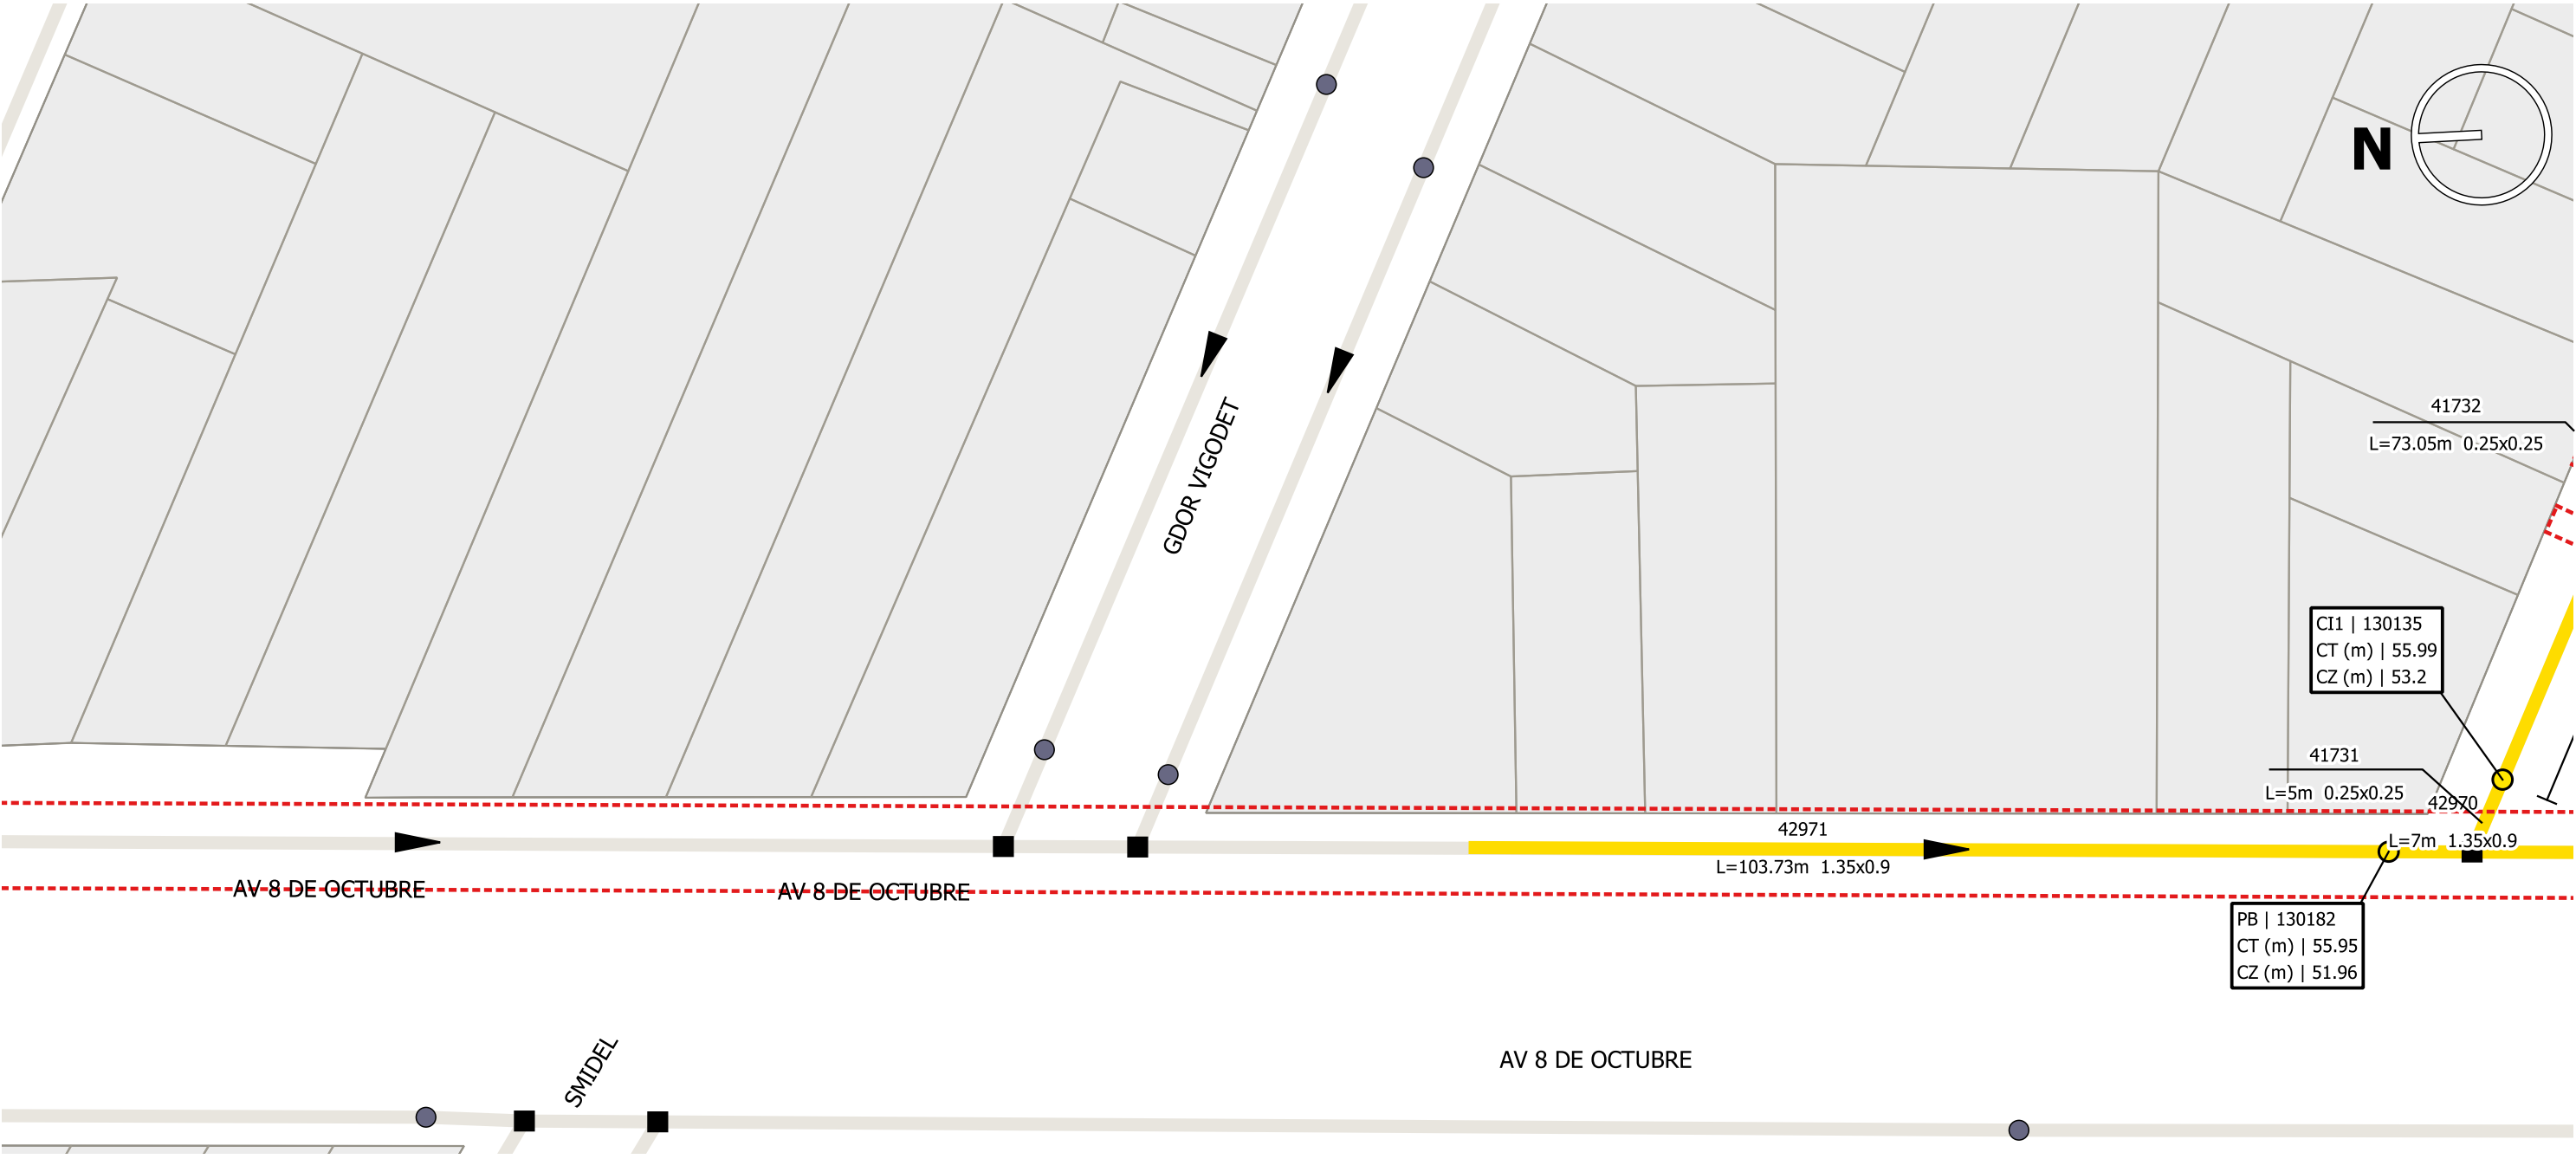 N
41732
L=73.05m 0.25x0.25
GDOR VIGODET
CI1 | 130135
CT (m) | 55.99
CZ (m) | 53.2
41731
L=5m 0.25x0.25
42970
L=7m 1.35x0.9
42971
L=103.73m 1.35x0.9
AV 8 DE OCTUBRE
AV 8 DE OCTUBRE
PB | 130182
CT (m) | 55.95
CZ (m) | 51.96
SMIDEL
AV 8 DE OCTUBRE